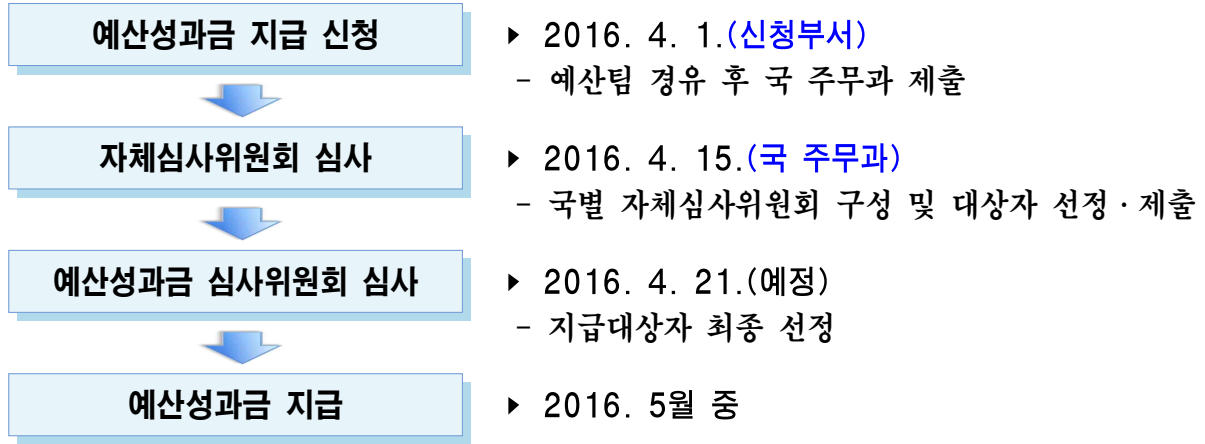 예산성과금 지급 신청
▶ 2016. 4. 1.(신청부서)
- 예산팀 경유 후 국 주무과 제출
자체심사위원회 심사
▶ 2016. 4. 15.(국 주무과)
- 국별 자체심사위원회 구성 및 대상자 선정·제출
예산성과금 심사위원회 심사
▶ 2016. 4. 21.(예정)
- 지급대상자 최종 선정
예산성과금 지급
▶ 2016. 5월 중